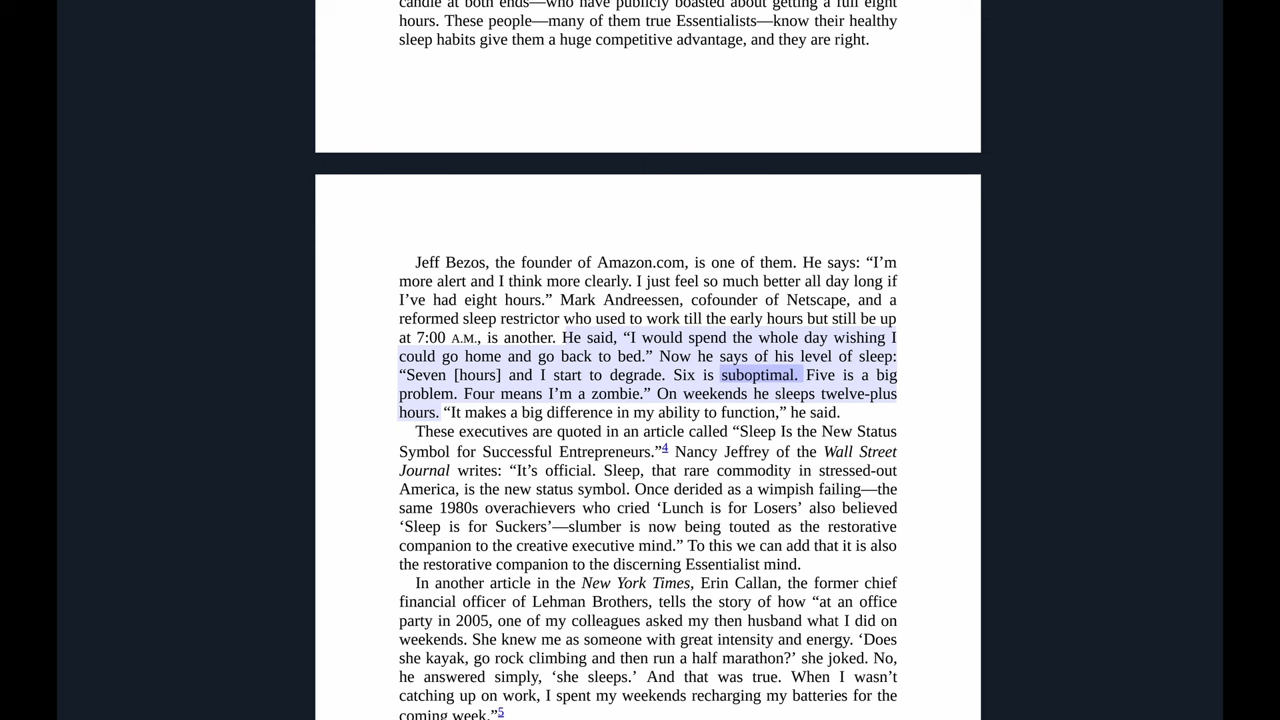 candle at both ends—who have publicly boasted about getting a full eight
hours. These people—many of them true Essentialists—know their healthy
sleep habits give them a huge competitive advantage, and they are right.
Jeff Bezos, the founder of Amazon.com, is one of them. He says: “I’m
more alert and I think more clearly. I just feel so much better all day long if
I’ve had eight hours.” Mark Andreessen, cofounder of Netscape, and a
reformed sleep restrictor who used to work till the early hours but still be up
at 7:00 A.M., is another. He said, “I would spend the whole day wishing I
could go home and go back to bed.” Now he says of his level of sleep:
“Seven [hours] and I start to degrade. Six is suboptimal. Five is a big
problem. Four means I’m a zombie.” On weekends he sleeps twelve-plus
hours. “It makes a big difference in my ability to function,” he said.
These executives are quoted in an article called “Sleep Is the New Status
Symbol for Successful Entrepreneurs.”4 Nancy Jeffrey of the Wall Street
Journal writes: “It’s official. Sleep, that rare commodity in stressed-out
America, is the new status symbol. Once derided as a wimpish failing—the
same 1980s overachievers who cried ‘Lunch is for Losers’ also believed
‘Sleep is for Suckers’—slumber is now being touted as the restorative
companion to the creative executive mind.” To this we can add that it is also
the restorative companion to the discerning Essentialist mind.
In another article in the New York Times, Erin Callan, the former chief
financial officer of Lehman Brothers, tells the story of how “at an office
party in 2005, one of my colleagues asked my then husband what I did on
weekends. She knew me as someone with great intensity and energy. ‘Does
she kayak, go rock climbing and then run a half marathon?’ she joked. No,
he answered simply, ‘she sleeps.’ And that was true. When I wasn’t
catching up on work, I spent my weekends recharging my batteries for the
coming week.”5